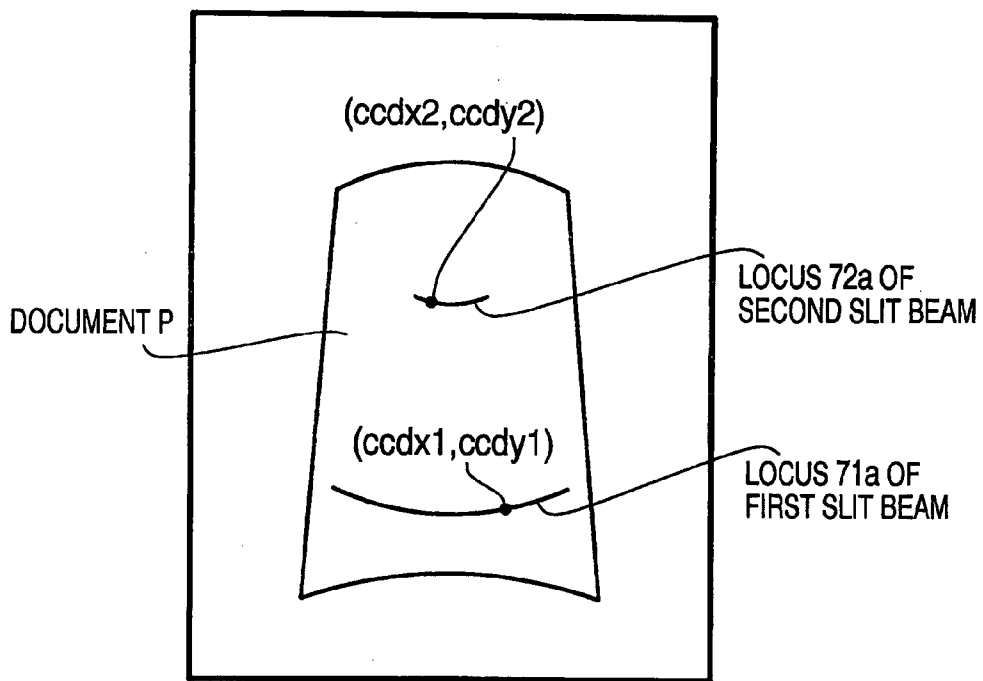 (ccdx2,ccdy2)
LOCUS 72a OF
SECOND SLIT BEAM
DOCUMENT P
(ccdx1,ccdy1)
LOCUS 71a OF
FIRST SLIT BEAM